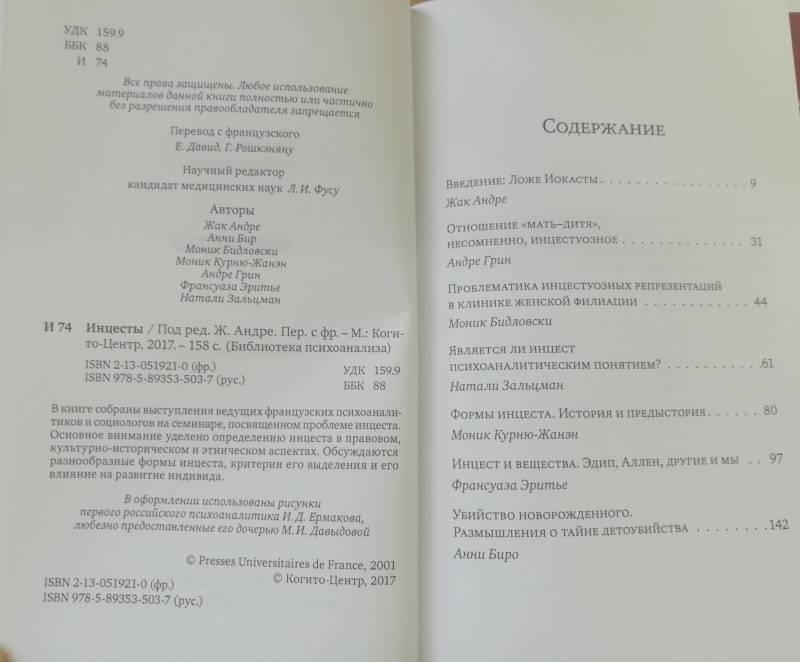 УДК 159.9
ББК 88
И 74
Все права защищены. Любое использование
материалов данной книги полностью или частично
без разрешения правообладателя запрещается
Перевод с французского
Е. Давид, Г. Рошкэняну
Научный редактор
кандидат медицинских наук Л. И. Фусу
Авторы
Жак Андре
Анни Бир
Моник Бидловски
Моник Курню-Жанэн
Андре Грин
Франсуаза Эритье
Натали Зальцман
И 74 Инцесты / Под ред. Ж. Андре. Пер. с фр. – М.: Коги-
то-Центр, 2017. – 158 с. (Библиотека психоанализа)
ISBN 2-13-051921-0 (фр.)
ISBN 978-5-89353-503-7 (рус.)
УДК 159.9
ББК 88
В книге собраны выступления ведущих французских психоанали-
тиков и социологов на семинаре, посвященном проблеме инцеста.
Основное внимание уделено определению инцеста в правовом,
культурно-историческом и этническом аспектах. Обсуждаются
разнообразные формы инцеста, критерии его выделения и его
влияние на развитие индивида.
В оформлении использованы рисунки
первого российского психоаналитика И. Д. Ермакова,
любезно предоставленные его дочерью М. И. Давыдовой
© Presses Universitaires de France, 2001
© Когито-Центр, 2017
ISBN 2-13-051921-0 (фр.)
ISBN 978-5-89353-503-7 (рус.)
Содержание
Введение: Ложе Иокасты . . . . . . . . . . . . . . 9
Жак Андре
Отношение «мать–дитя»,
несомненно, инцестуозное . . . . . . . . . . . . 31
Андре Грин
Проблематика инцестуозных репрезентаций
в клинике женской филиации . . . . . . . . . . . 44
Моник Бидловски
Является ли инцест
психоаналитическим понятием? . . . . . . . . . . .61
Натали Зальцман
Формы инцеста. История и предыстория . . . . . . 80
Моник Курню-Жанэн
Инцест и вещества. Эдип, Аллен, другие и мы . . 97
Франсуаза Эритье
Убийство новорожденного.
Размышления о тайне детоубийства . . . . . . . .142
Анни Биро